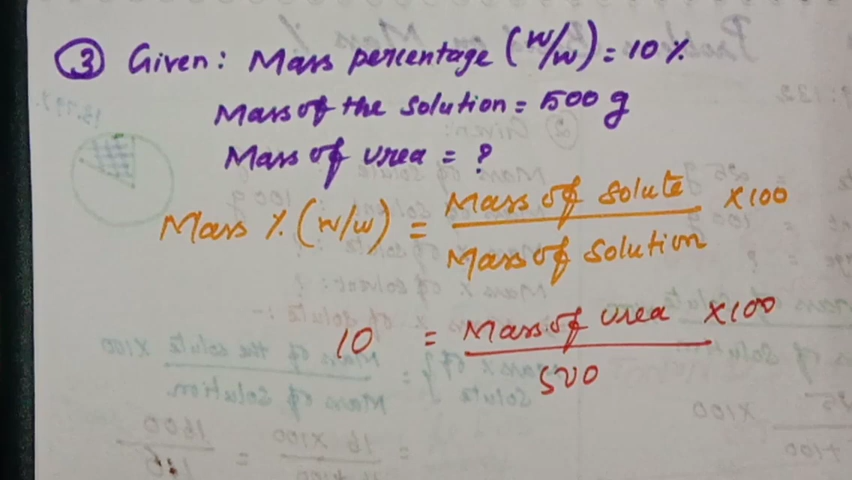 ③ Given: Mass percentage (w/w) = 10 %
Mass of the solution = 500 g
Mass of urea = ?
Mass % (w/w) = Mass of solute / Mass of solution ×100
10 = Mass of urea ×100 / 500